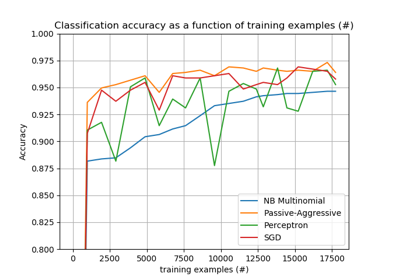 Classification accuracy as a function of training examples (#)
1.000
0.975
0.950
0.925
0.900
0.875
0.850
0.825
0.800
Accuracy
NB Multinomial
Passive-Aggressive
Perceptron
SGD
0 2500 5000 7500 10000 12500 15000 17500
training examples (#)